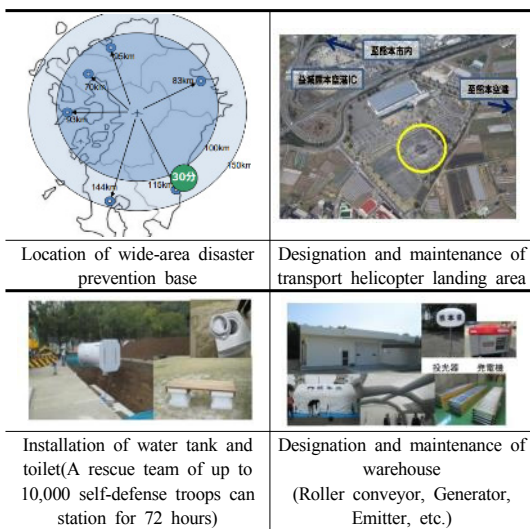 95km
70km
83km
93km
100km
150km
30分
144km
115km
至熊本市内
益城熊本空港IC
至熊本空港
Location of wide-area disaster
prevention base
Designation and maintenance of
transport helicopter landing area
熊本県
投光器 発電機
Installation of water tank and
toilet(A rescue team of up to
10,000 self-defense troops can
station for 72 hours)
Designation and maintenance of
warehouse
(Roller conveyor, Generator,
Emitter, etc.)